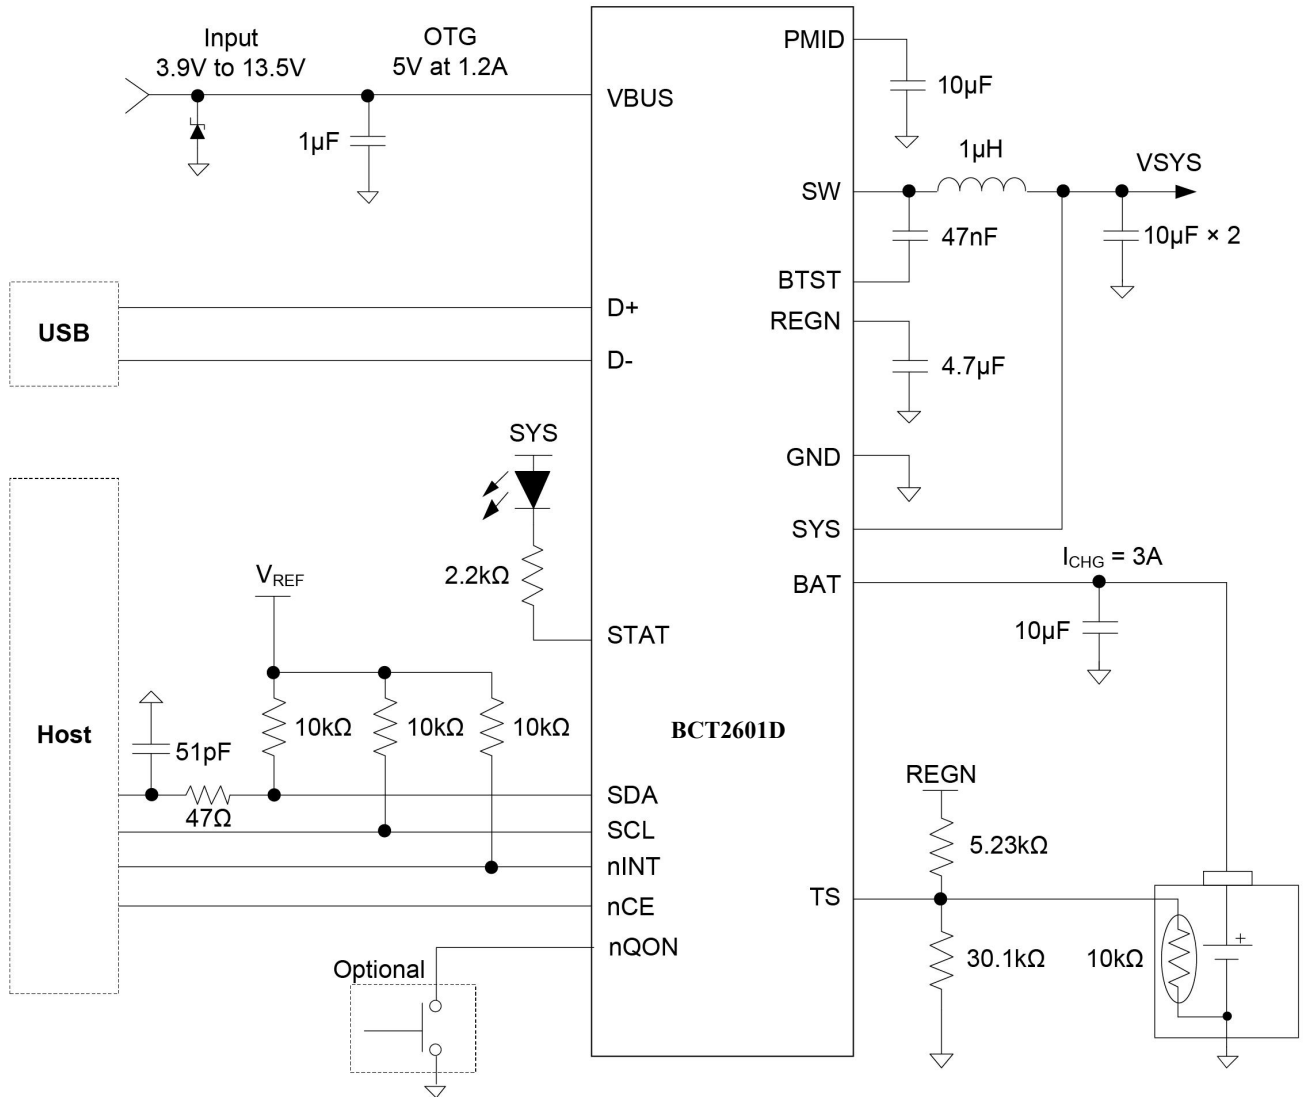 Input
3.9V to 13.5V
OTG
5V at 1.2A
VBUS
1µF
PMID
10µF
1µH
VSYS
SW
47nF
10µF × 2
BTST
REGN
4.7µF
USB
D+
D-
GND
SYS
SYS
2.2kΩ
STAT
BAT
I_CHG = 3A
10µF
V_REF
Host
51pF
10kΩ
10kΩ
10kΩ
47Ω
BCT2601D
SDA
SCL
nINT
nCE
nQON
Optional
REGN
5.23kΩ
TS
30.1kΩ
10kΩ
+